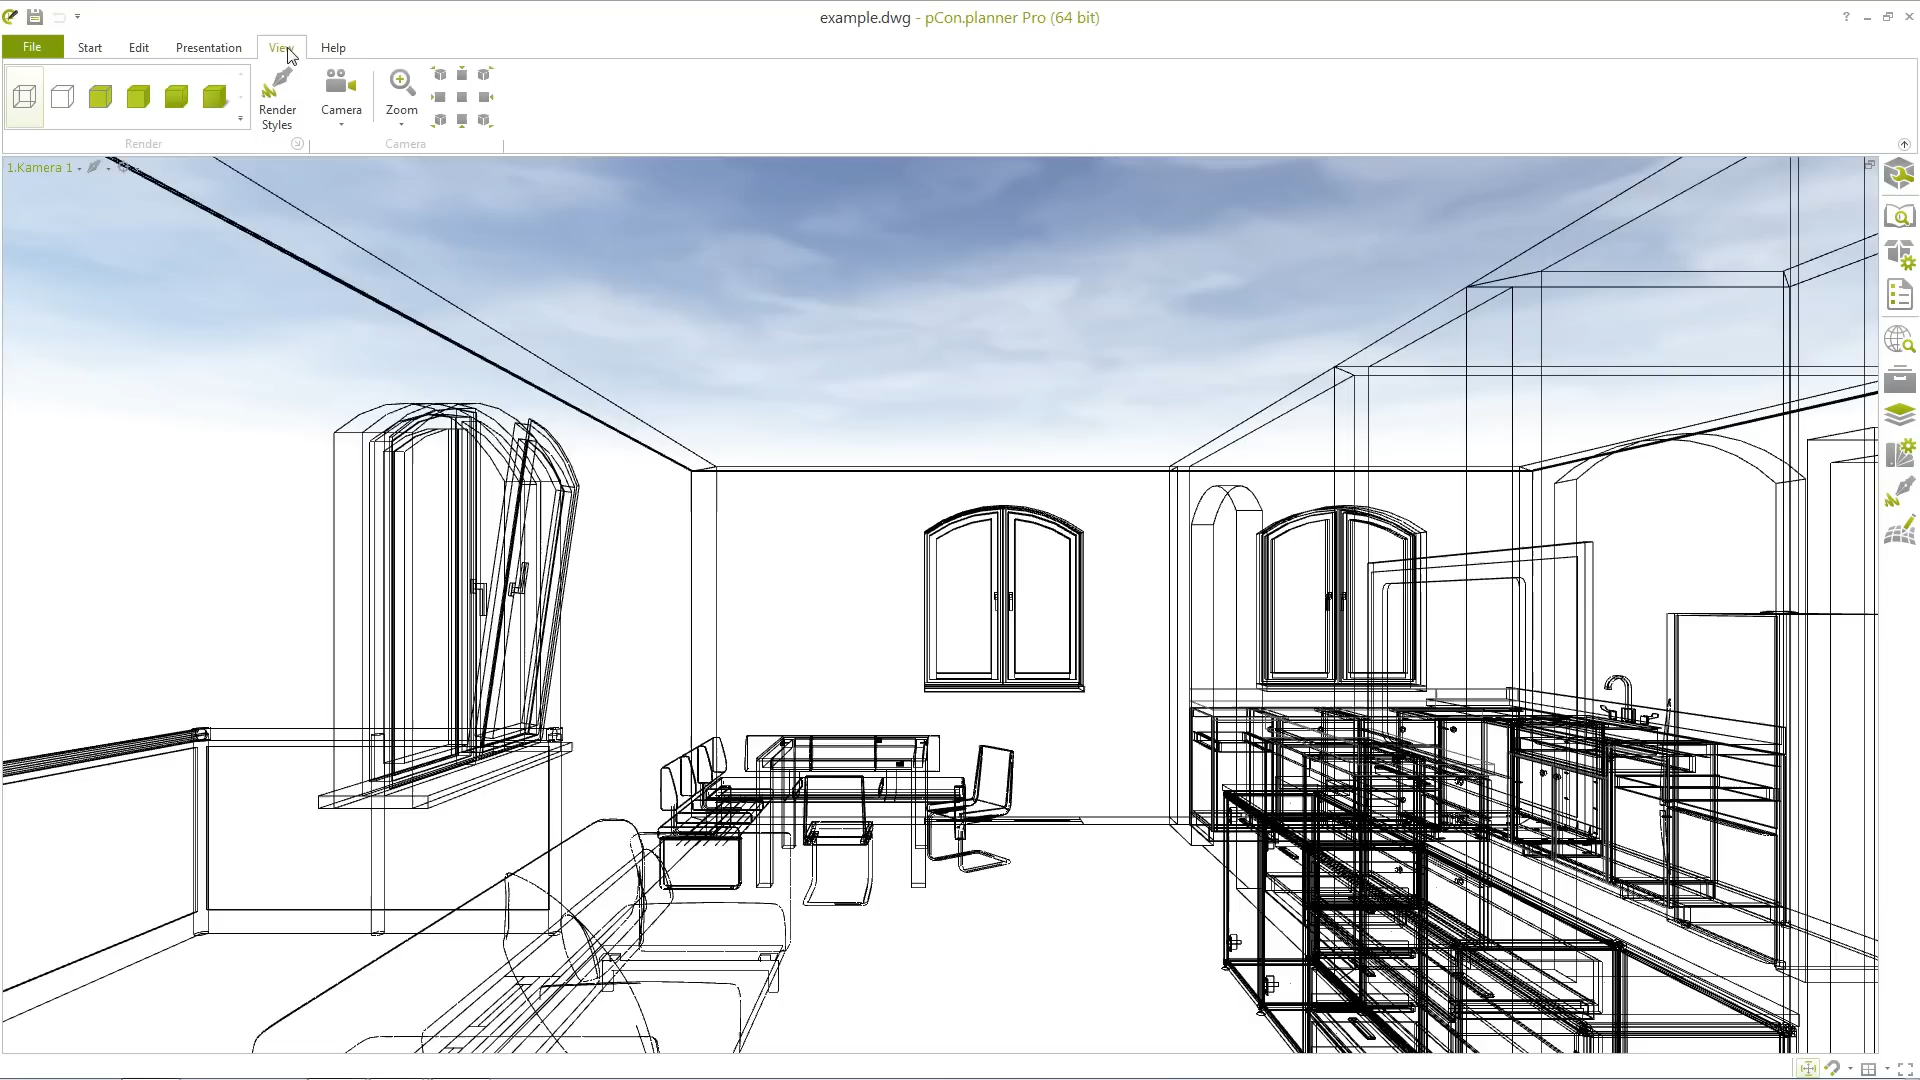 example.dwg - pCon.planner Pro (64 bit)
File Start Edit Presentation View Help
Render Styles
Camera
Zoom
Render
Camera
1.Kamera 1